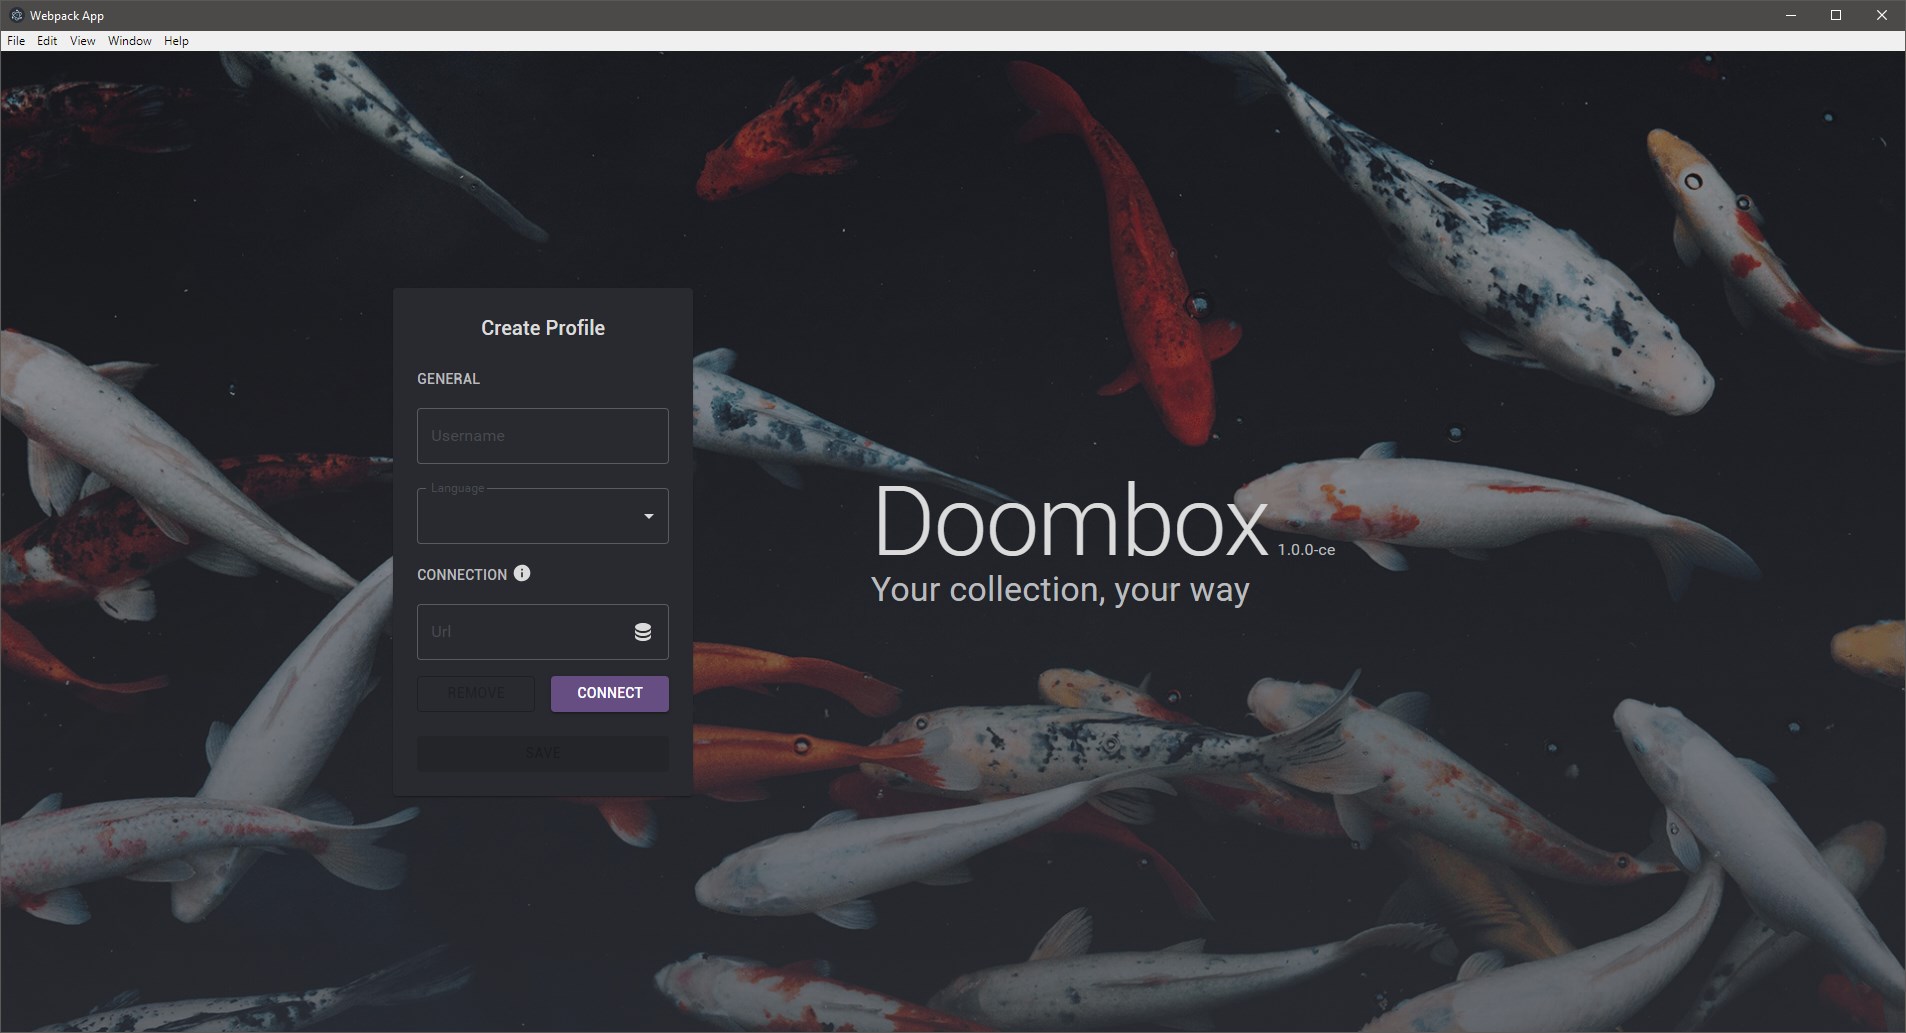 Webpack App
File Edit View Window Help
Create Profile
GENERAL
Username
Language
CONNECTION
Url
REMOVE
CONNECT
SAVE
Doombox 1.0.0-ce
Your collection, your way